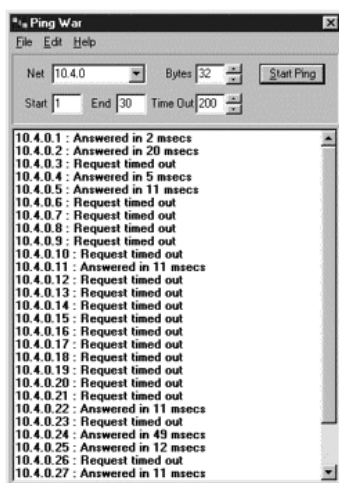 Ping War
File Edit Help
Net 10.4.0 Bytes 32 Start Ping
Start 1 End 30 Time Out 200
10.4.0.1 : Answered in 2 msecs
10.4.0.2 : Answered in 20 msecs
10.4.0.3 : Request timed out
10.4.0.4 : Answered in 5 msecs
10.4.0.5 : Answered in 11 msecs
10.4.0.6 : Request timed out
10.4.0.7 : Request timed out
10.4.0.8 : Request timed out
10.4.0.9 : Request timed out
10.4.0.10 : Request timed out
10.4.0.11 : Answered in 11 msecs
10.4.0.12 : Request timed out
10.4.0.13 : Request timed out
10.4.0.14 : Request timed out
10.4.0.15 : Request timed out
10.4.0.16 : Request timed out
10.4.0.17 : Request timed out
10.4.0.18 : Request timed out
10.4.0.19 : Request timed out
10.4.0.20 : Request timed out
10.4.0.21 : Request timed out
10.4.0.22 : Answered in 11 msecs
10.4.0.23 : Request timed out
10.4.0.24 : Answered in 49 msecs
10.4.0.25 : Answered in 12 msecs
10.4.0.26 : Request timed out
10.4.0.27 : Answered in 11 msecs